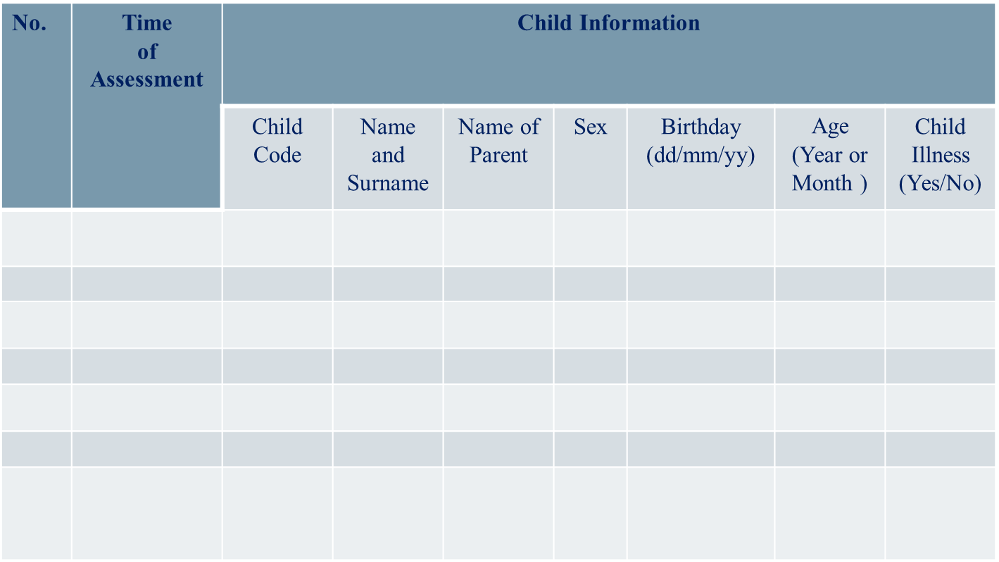 No.
Time
of
Assessment
Child Information
Child
Code
Name
and
Surname
Name of
Parent
Sex
Birthday
(dd/mm/yy)
Age
(Year or
Month )
Child
Illness
(Yes/No)